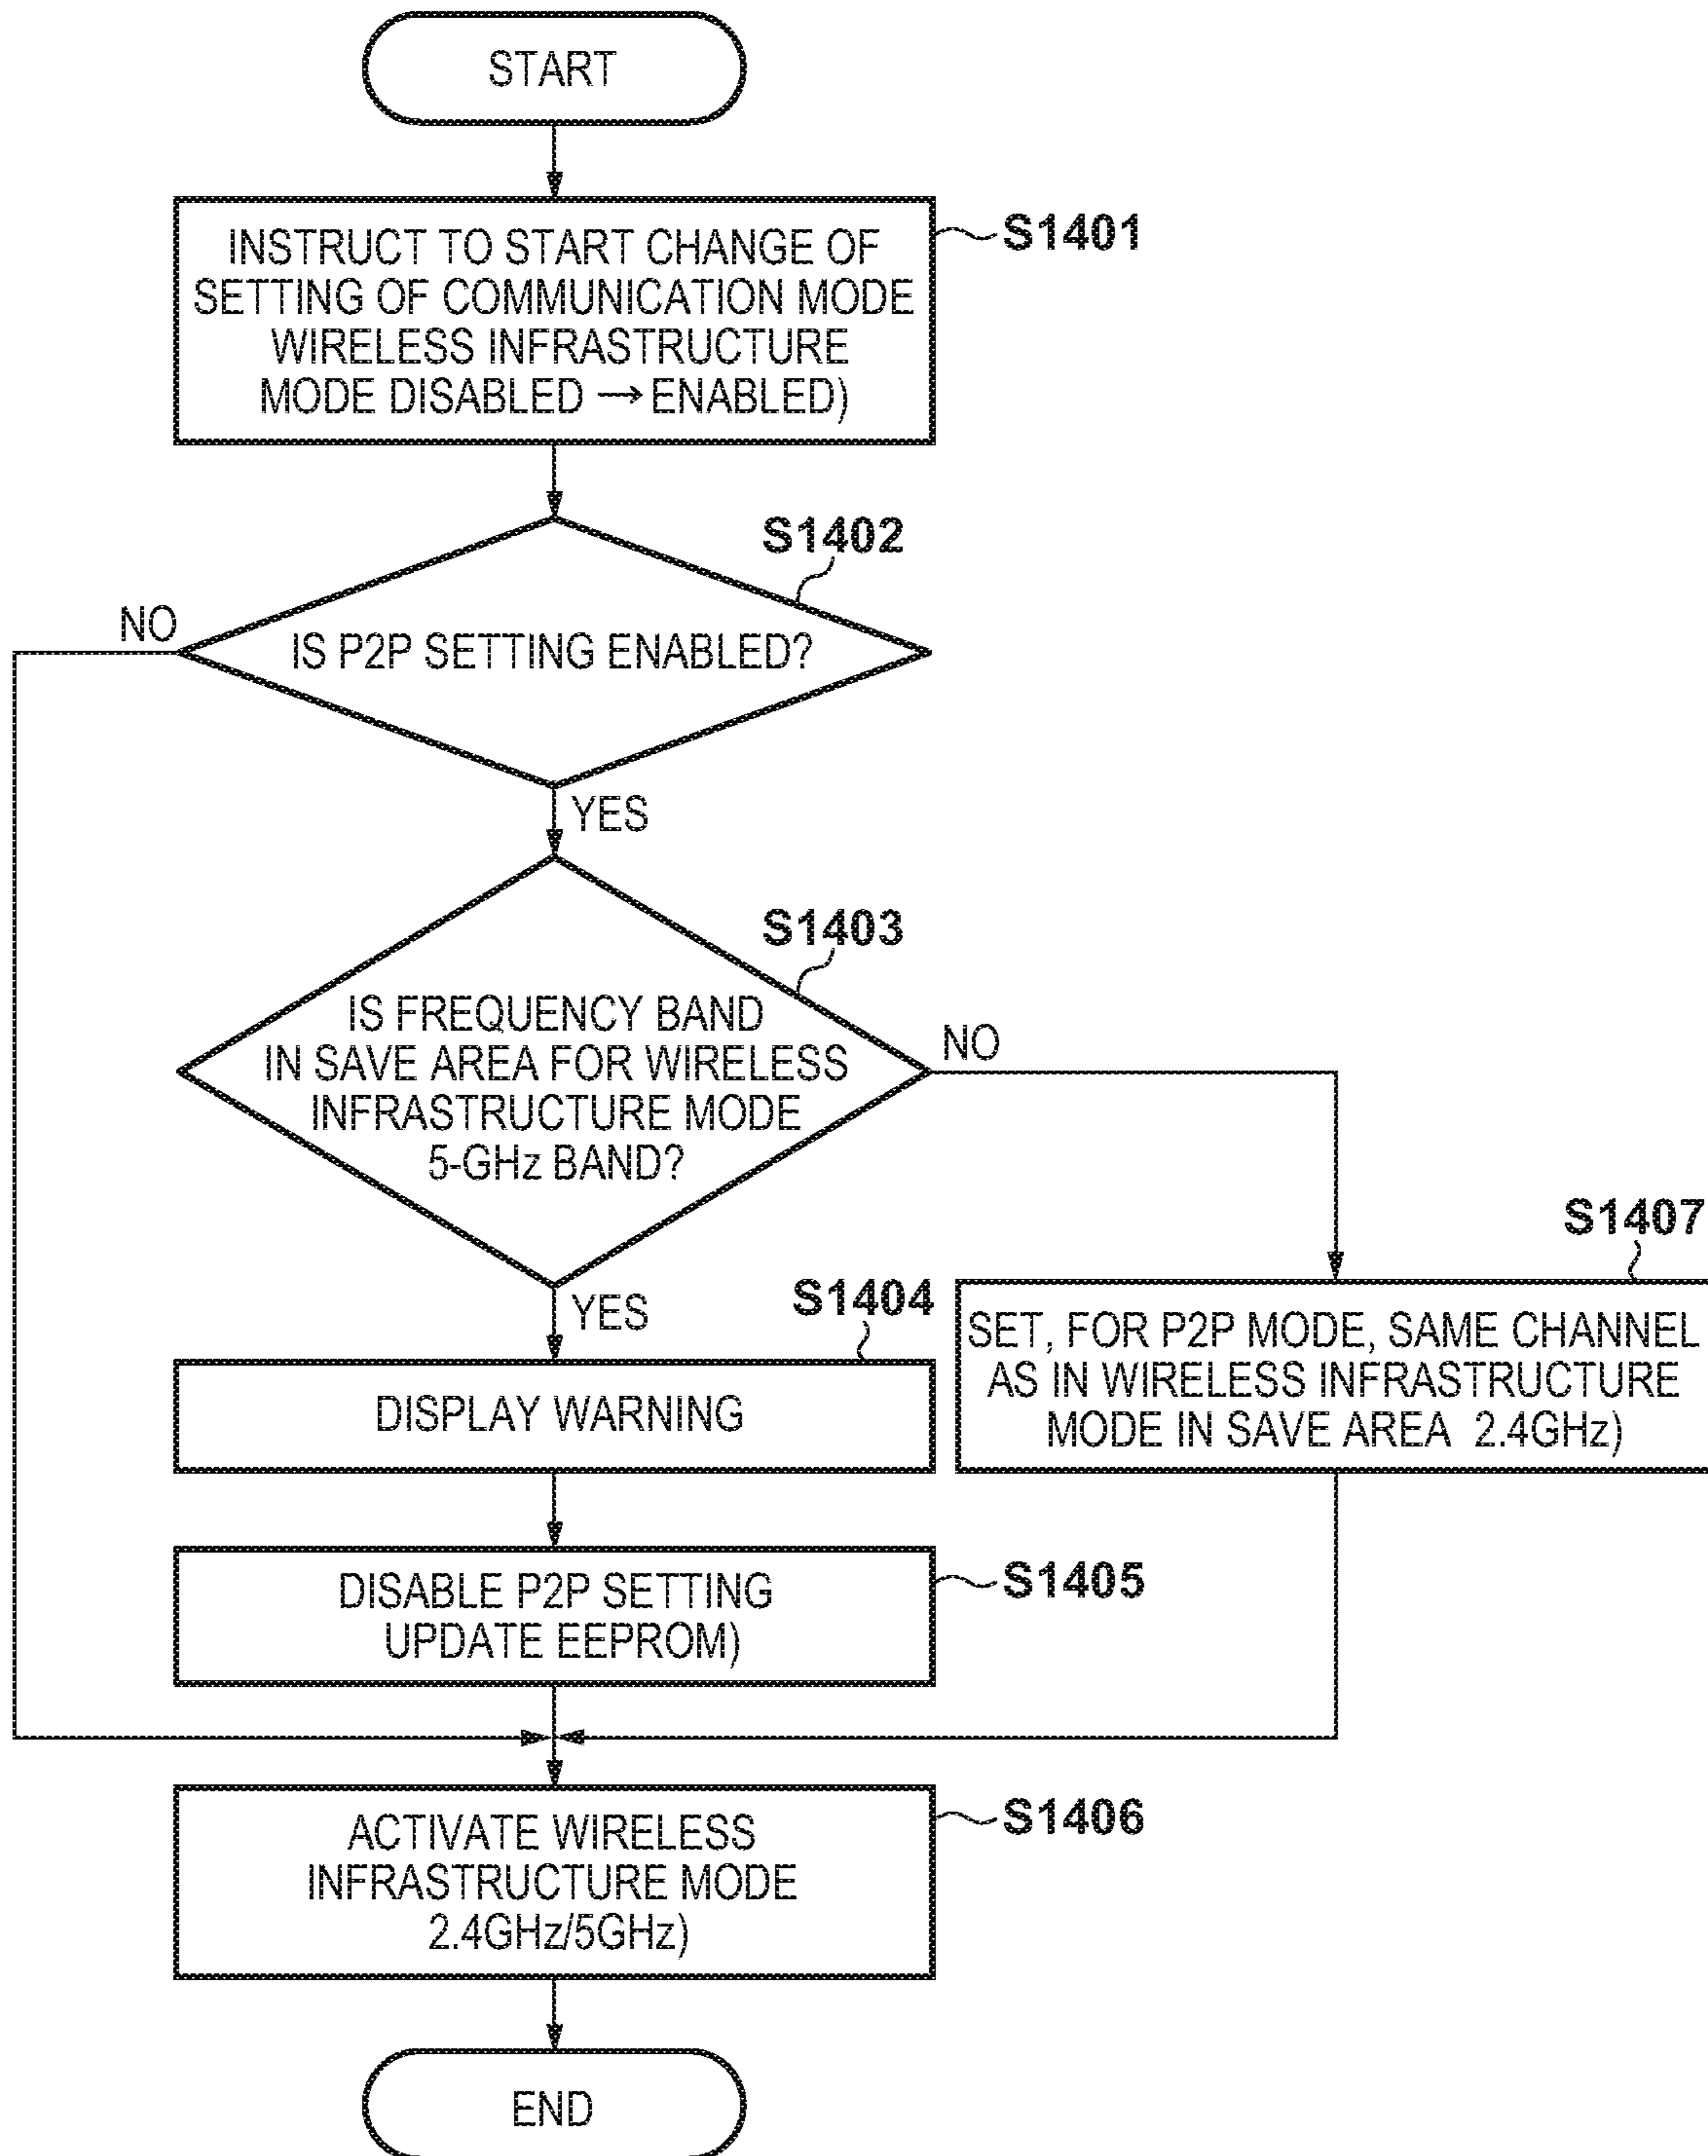 START
INSTRUCT TO START CHANGE OF
SETTING OF COMMUNICATION MODE
WIRELESS INFRASTRUCTURE
MODE DISABLED → ENABLED)
S1401
S1402
NO
IS P2P SETTING ENABLED?
YES
S1403
IS FREQUENCY BAND
IN SAVE AREA FOR WIRELESS
INFRASTRUCTURE MODE
5-GHz BAND?
NO
YES
S1404
DISPLAY WARNING
S1407
SET, FOR P2P MODE, SAME CHANNEL
AS IN WIRELESS INFRASTRUCTURE
MODE IN SAVE AREA 2.4GHz)
DISABLE P2P SETTING
UPDATE EEPROM)
S1405
ACTIVATE WIRELESS
INFRASTRUCTURE MODE
2.4GHz/5GHz)
S1406
END